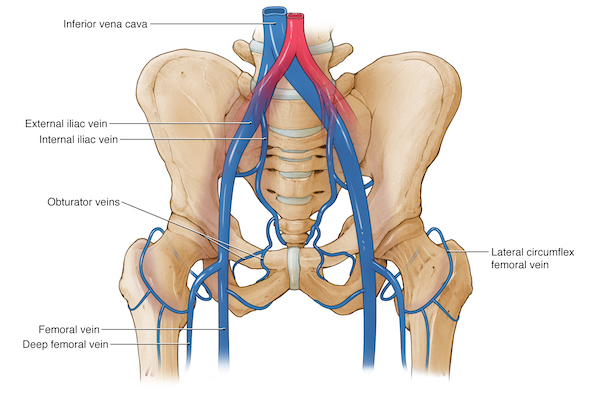 Inferior vena cava
External iliac vein
Internal iliac vein
Obturator veins
Lateral circumflex
femoral vein
Femoral vein
Deep femoral vein